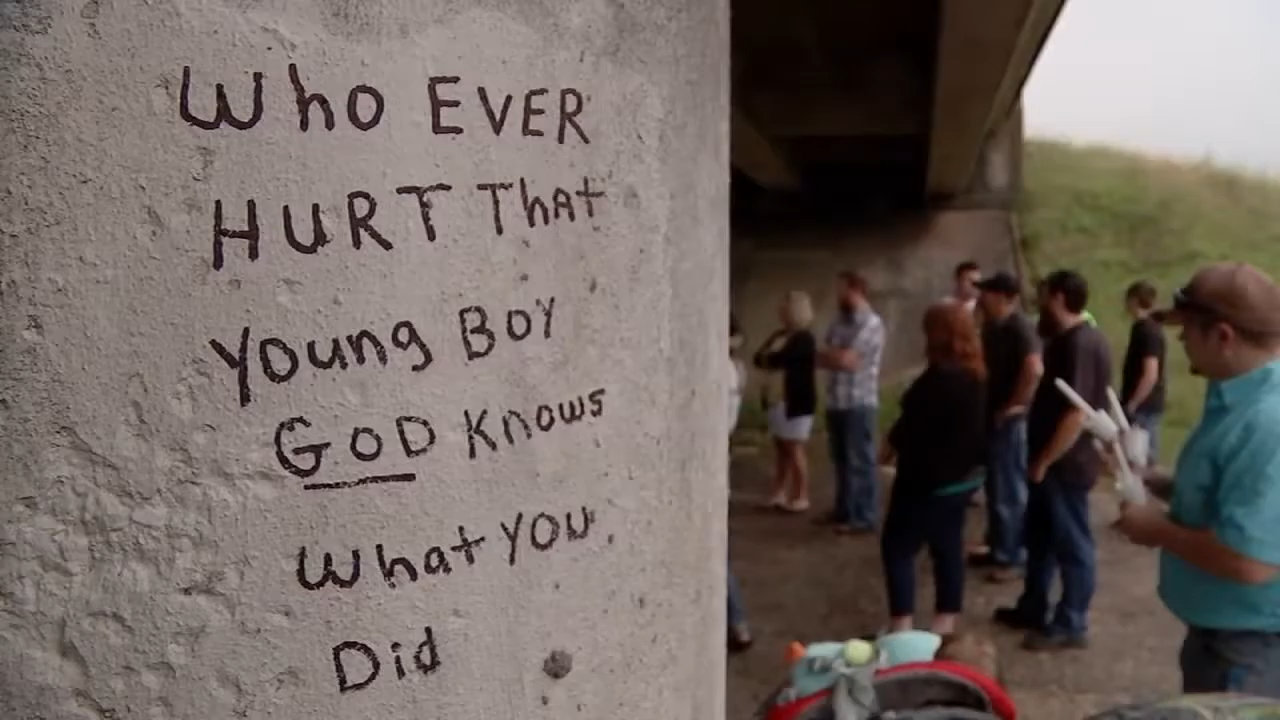 Who EVER
HURT ThAt
Young BoY
GOD Knows
What YOU.
Did